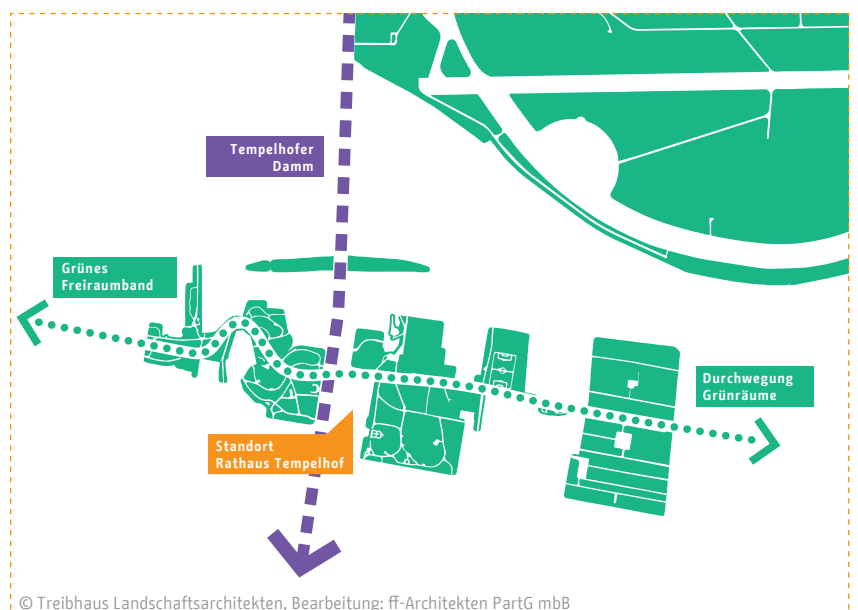 Tempelhofer
Damm
Grünes
Freiraumband
Durchwegung
Grünräume
Standort
Rathaus Tempelhof
© Treibhaus Landschaftsarchitekten, Bearbeitung: ff-Architekten PartG mbB